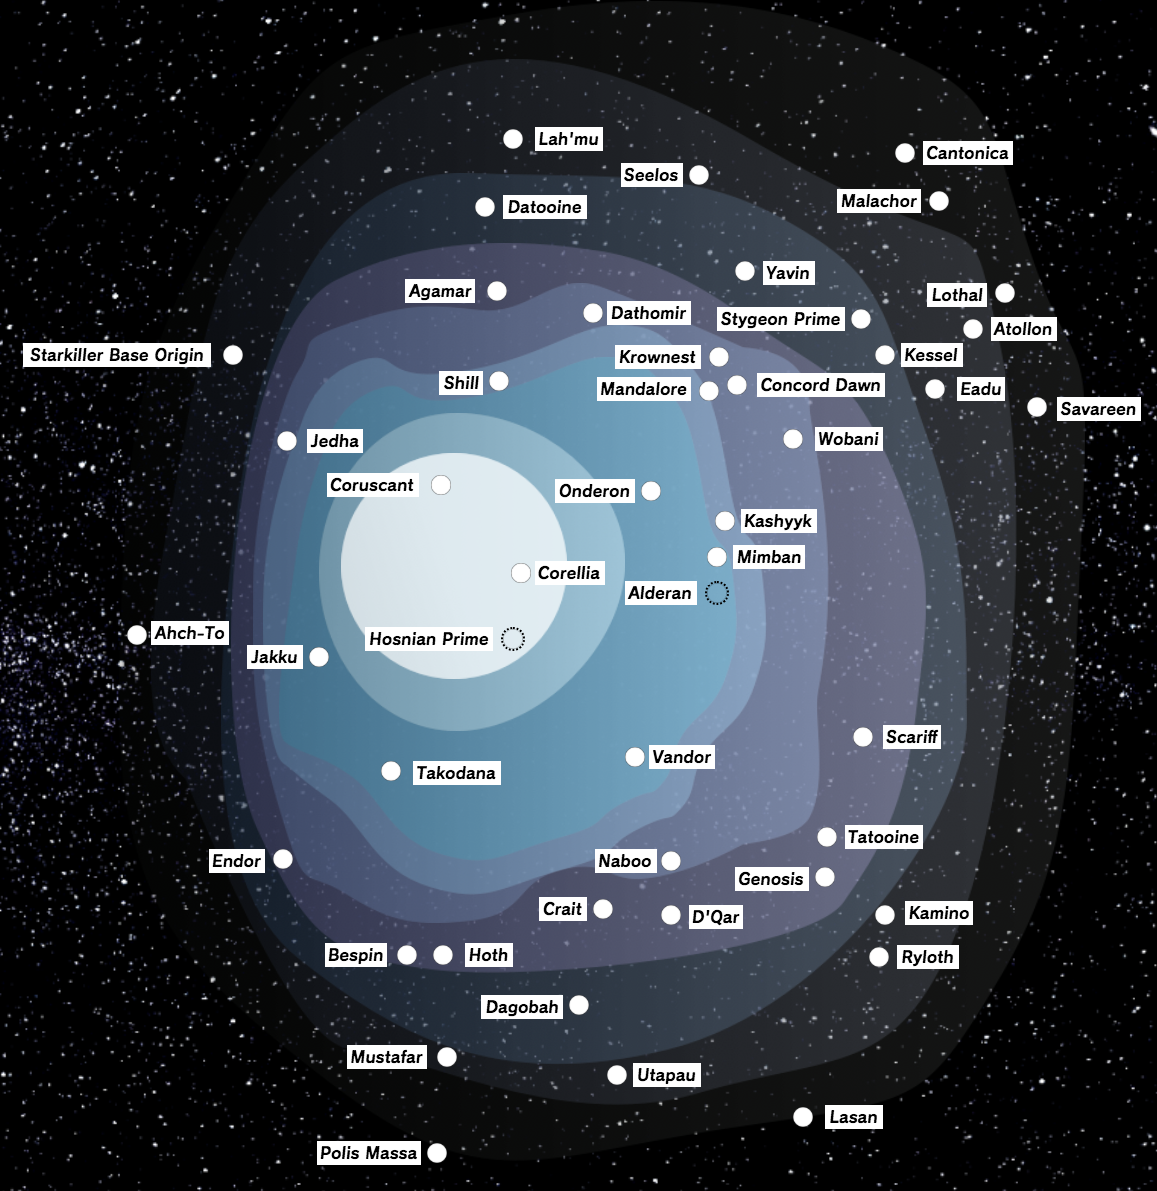 Lah'mu
Cantonica
Seelos
Malachor
Datooine
Yavin
Agamar
Lothal
Dathomir
Stygeon Prime
Atollon
Starkiller Base Origin
Krownest
Kessel
Shill
Mandalore
Concord Dawn
Eadu
Savareen
Jedha
Wobani
Coruscant
Onderon
Kashyyk
Mimban
Corellia
Alderan
Ahch-To
Hosnian Prime
Jakku
Scariff
Vandor
Takodana
Tatooine
Endor
Naboo
Genosis
Crait
D'Qar
Kamino
Bespin
Hoth
Ryloth
Dagobah
Mustafar
Utapau
Lasan
Polis Massa